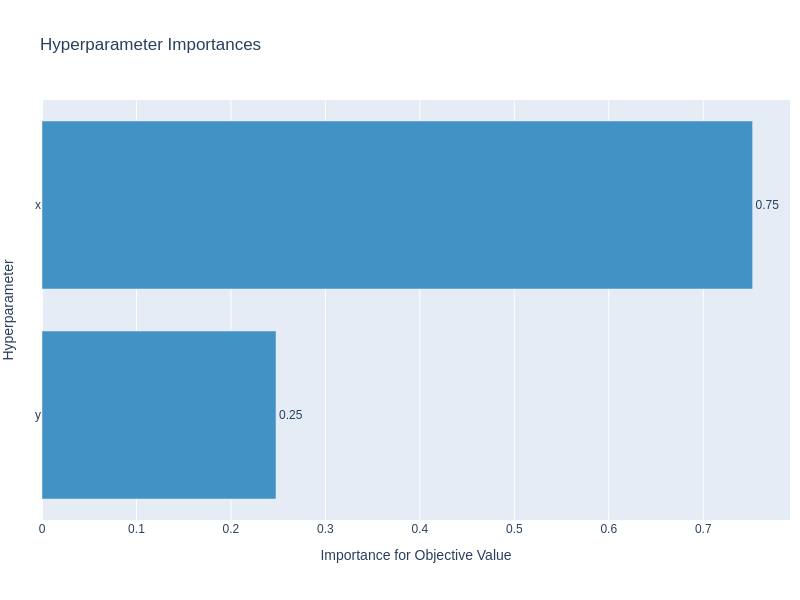 Hyperparameter Importances
Hyperparameter
x
0.75
y
0.25
0 0.1 0.2 0.3 0.4 0.5 0.6 0.7
Importance for Objective Value